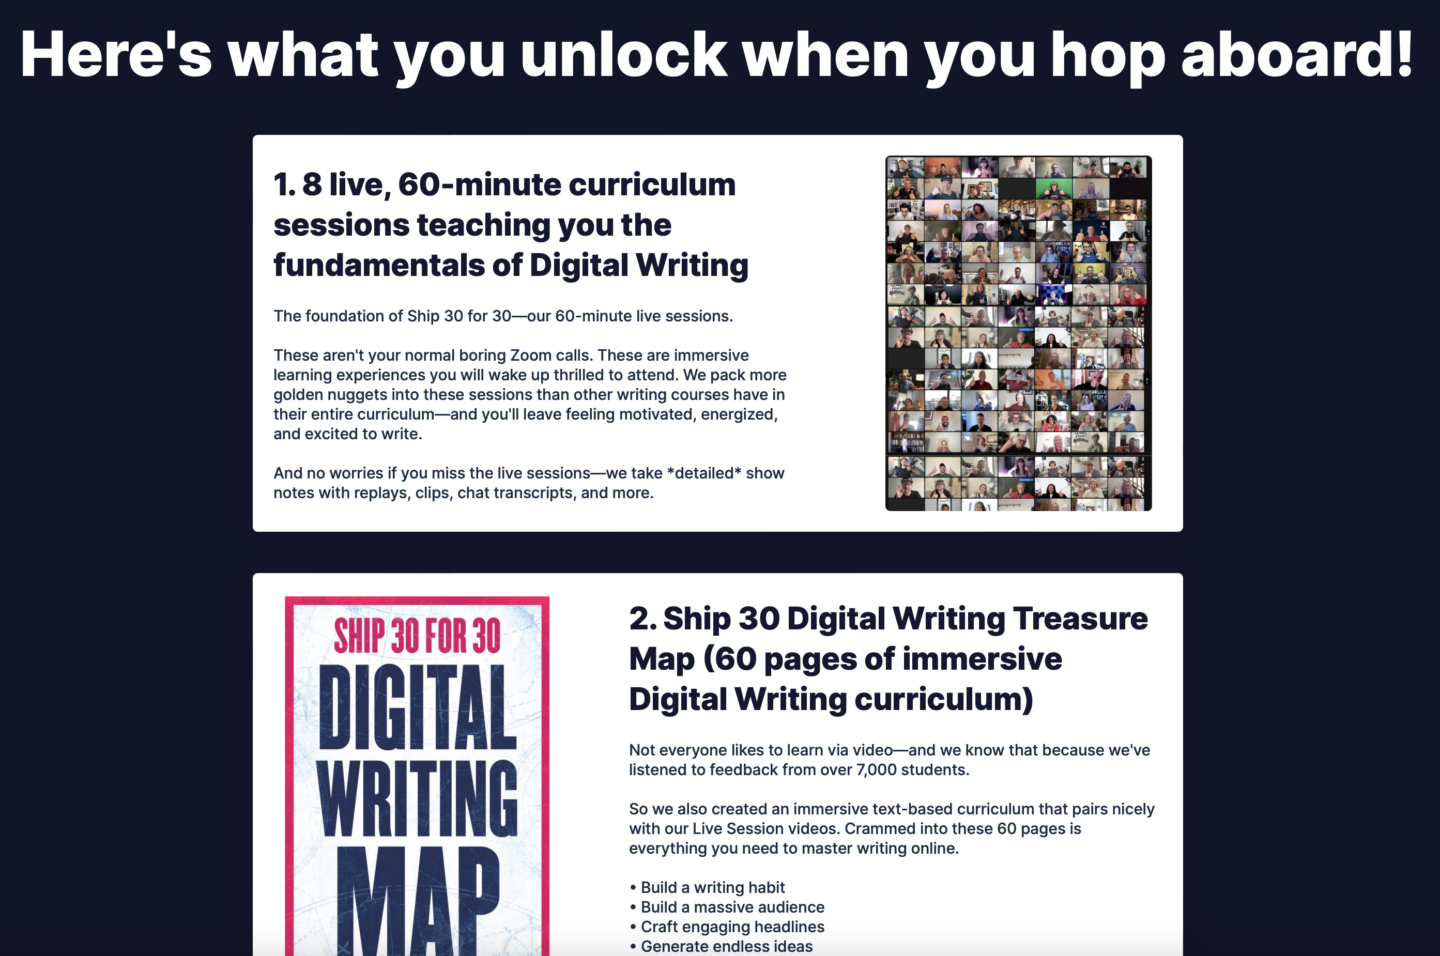 Here's what you unlock when you hop aboard!
1. 8 live, 60-minute curriculum
sessions teaching you the
fundamentals of Digital Writing
The foundation of Ship 30 for 30—our 60-minute live sessions.
These aren't your normal boring Zoom calls. These are immersive
learning experiences you will wake up thrilled to attend. We pack more
golden nuggets into these sessions than other writing courses have in
their entire curriculum—and you'll leave feeling motivated, energized,
and excited to write.
And no worries if you miss the live sessions—we take *detailed* show
notes with replays, clips, chat transcripts, and more.
SHIP 30 FOR 30
DIGITAL
WRITING
MAP
2. Ship 30 Digital Writing Treasure
Map (60 pages of immersive
Digital Writing curriculum)
Not everyone likes to learn via video—and we know that because we've
listened to feedback from over 7,000 students.
So we also created an immersive text-based curriculum that pairs nicely
with our Live Session videos. Crammed into these 60 pages is
everything you need to master writing online.
• Build a writing habit
• Build a massive audience
• Craft engaging headlines
• Generate endless ideas